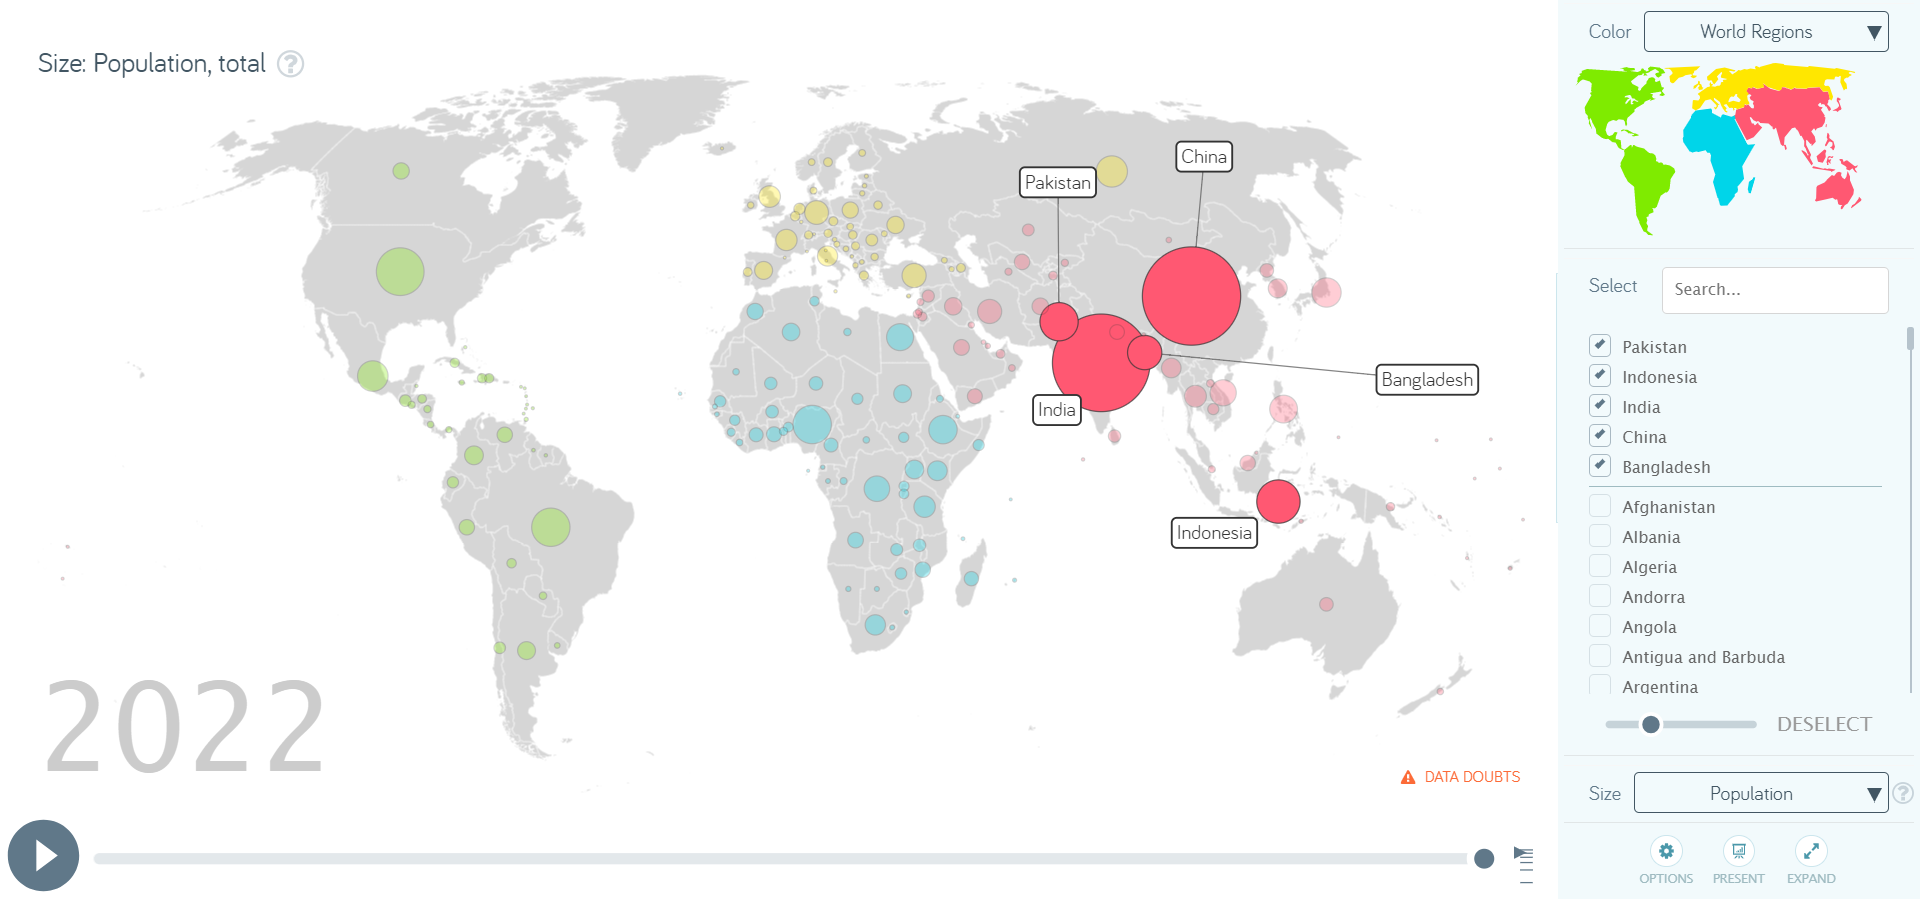 Size: Population, total ?
China
Pakistan
Bangladesh
India
Indonesia
2022
DATA DOUBTS
Color World Regions
Select Search...
Pakistan
Indonesia
India
China
Bangladesh
Afghanistan
Albania
Algeria
Andorra
Angola
Antigua and Barbuda
Argentina
DESELECT
Size Population ?
OPTIONS PRESENT EXPAND